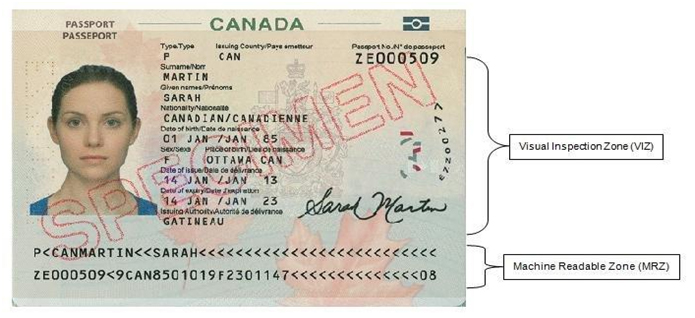 PASSPORT
PASSEPORT
CANADA
Type/Type Issuing Country/Pays émetteur Passport No./N° de passeport
P CAN ZE000509
Surname/Nom
MARTIN
Given names/Prénoms
SARAH
Nationality/Nationalité
CANADIAN/CANADIENNE
Date of birth/Date de naissance
01 JAN /JAN 85
Sex/Sexe Place of birth/Lieu de naissance
F OTTAWA CAN
Date of issue/Date de délivrance
14 JAN /JAN 13
Date of expiry/Date d'expiration
14 JAN /JAN 23
Issuing Authority/Autorité de délivrance
GATINEAU
Sarah Martin
SPECIMEN
P<CANMARTIN<<SARAH<<<<<<<<<<<<<<<<<<<<<<<<<<
ZE000509<9CAN8501019F2301147<<<<<<<<<<<<<<08
Visual Inspection Zone (VIZ)
Machine Readable Zone (MRZ)